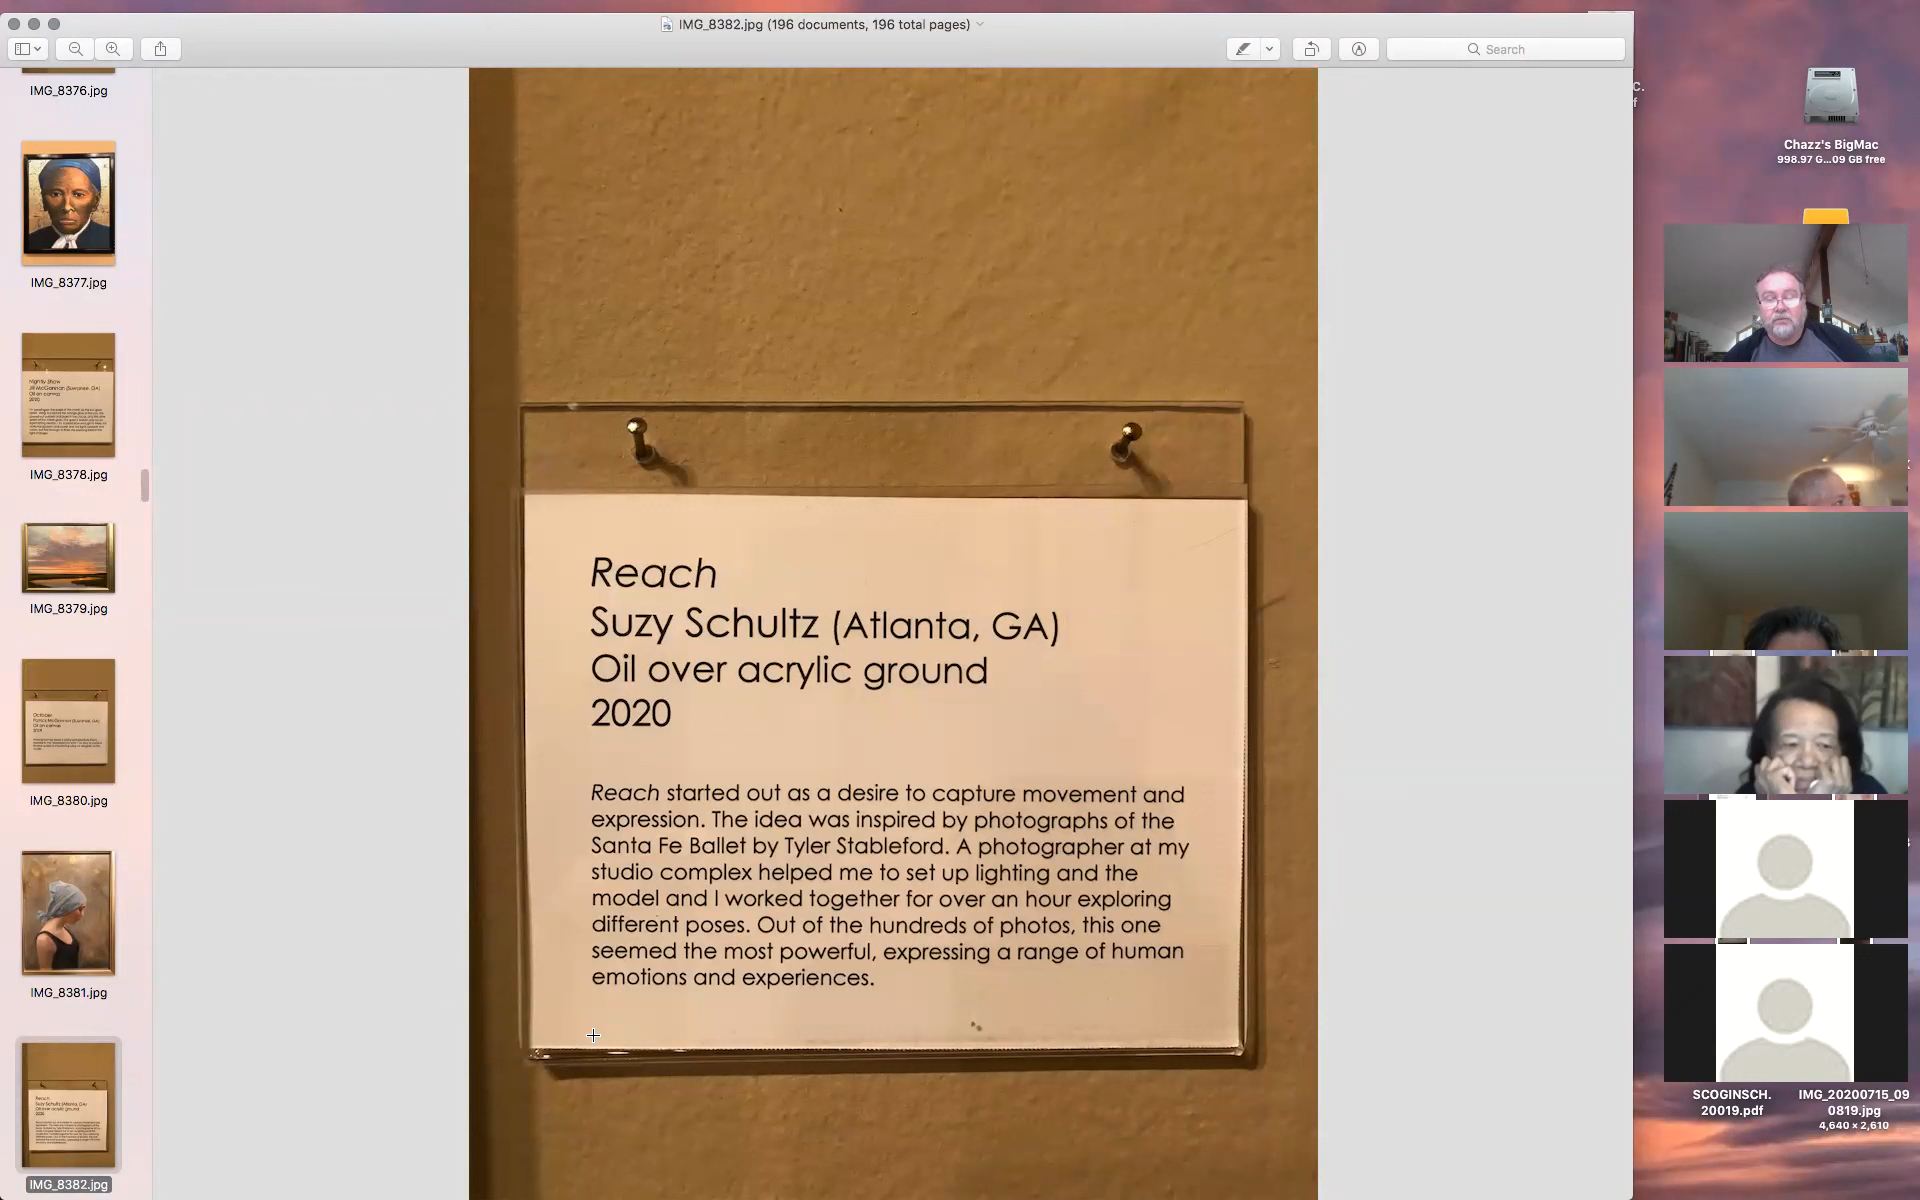 IMG_8382.jpg (196 documents, 196 total pages)
Search
IMG_8376.jpg
IMG_8377.jpg
IMG_8378.jpg
IMG_8379.jpg
IMG_8380.jpg
IMG_8381.jpg
IMG_8382.jpg
Reach
Suzy Schultz (Atlanta, GA)
Oil over acrylic ground
2020
Reach started out as a desire to capture movement and
expression. The idea was inspired by photographs of the
Santa Fe Ballet by Tyler Stableford. A photographer at my
studio complex helped me to set up lighting and the
model and I worked together for over an hour exploring
different poses. Out of the hundreds of photos, this one
seemed the most powerful, expressing a range of human
emotions and experiences.
Chazz's BigMac
998.97 G...09 GB free
SCOGINSCH.
20019.pdf
IMG_20200715_09
0819.jpg
4,640 × 2,610